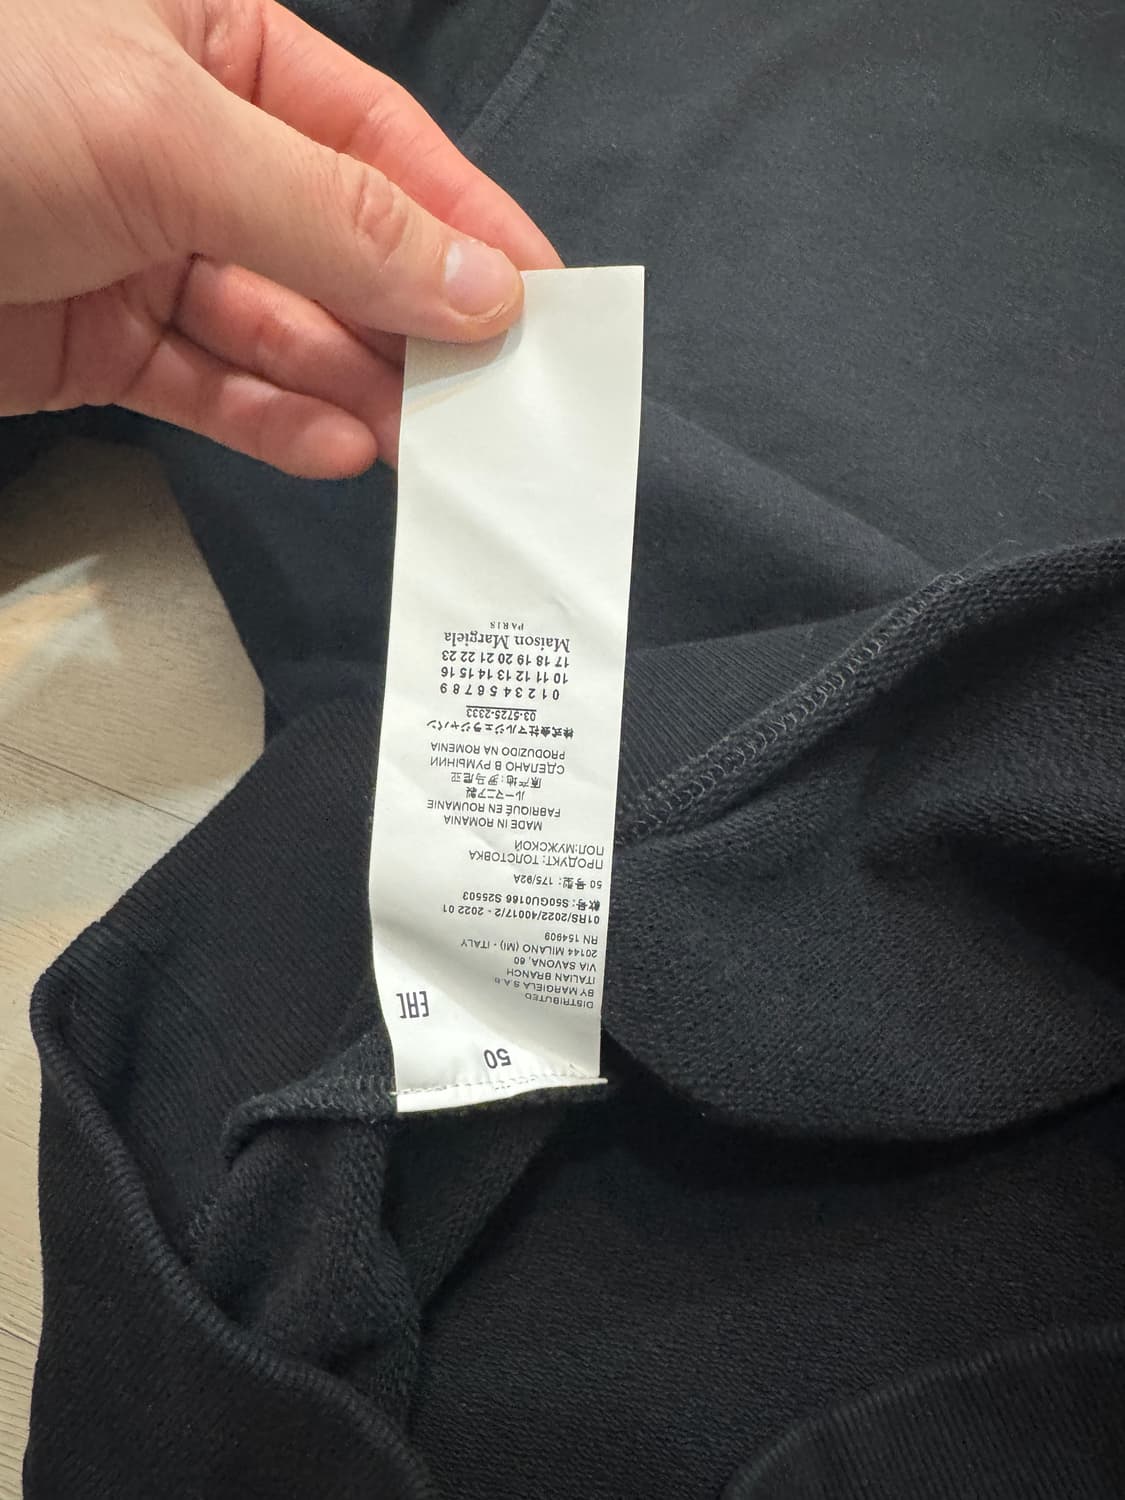 50
EAC
DISTRIBUTED
BY MARGIELA S.A.S
ITALIAN BRANCH
VIA SAVONA, 60
20144 MILANO (MI) - ITALY
RN 154909
01RS/2022/40017/2 - 2022 01
款号: S50GU0166 S25503
50 号型: 175/92A
ПРОДУКТ: ТОЛСТОВКА
ПОЛ:МУЖСКОЙ
MADE IN ROMANIA
FABRIQUÉ EN ROUMANIE
ルーマニア製
原产地: 罗马尼亚
СДЕЛАНО В РУМЫНИИ
PRODUZIDO NA ROMENIA
株式会社マルジェラジャパン
03-5725-2333
0 1 2 3 4 5 6 7 8 9
10 11 12 13 14 15 16
17 18 19 20 21 22 23
Maison Margiela
PARIS